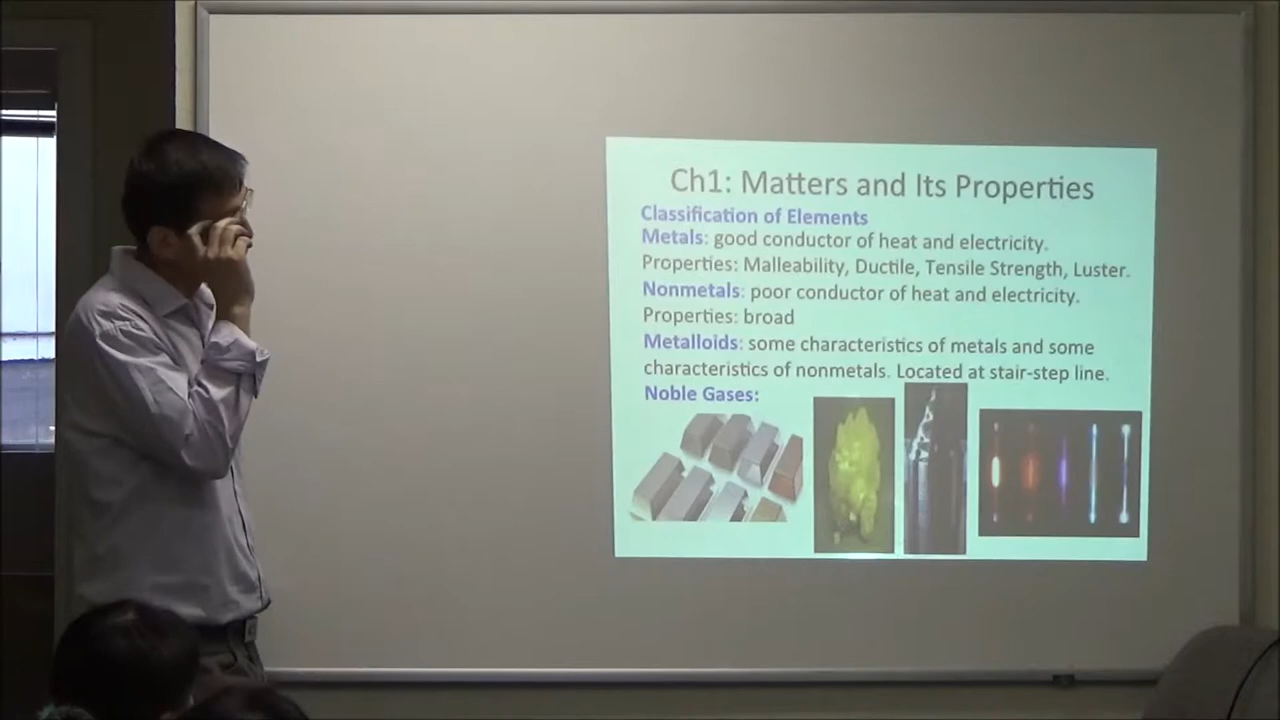 Ch1: Matters and Its Properties
Classification of Elements
Metals: good conductor of heat and electricity.
Properties: Malleability, Ductile, Tensile Strength, Luster.
Nonmetals: poor conductor of heat and electricity.
Properties: broad
Metalloids: some characteristics of metals and some
characteristics of nonmetals. Located at stair-step line.
Noble Gases: